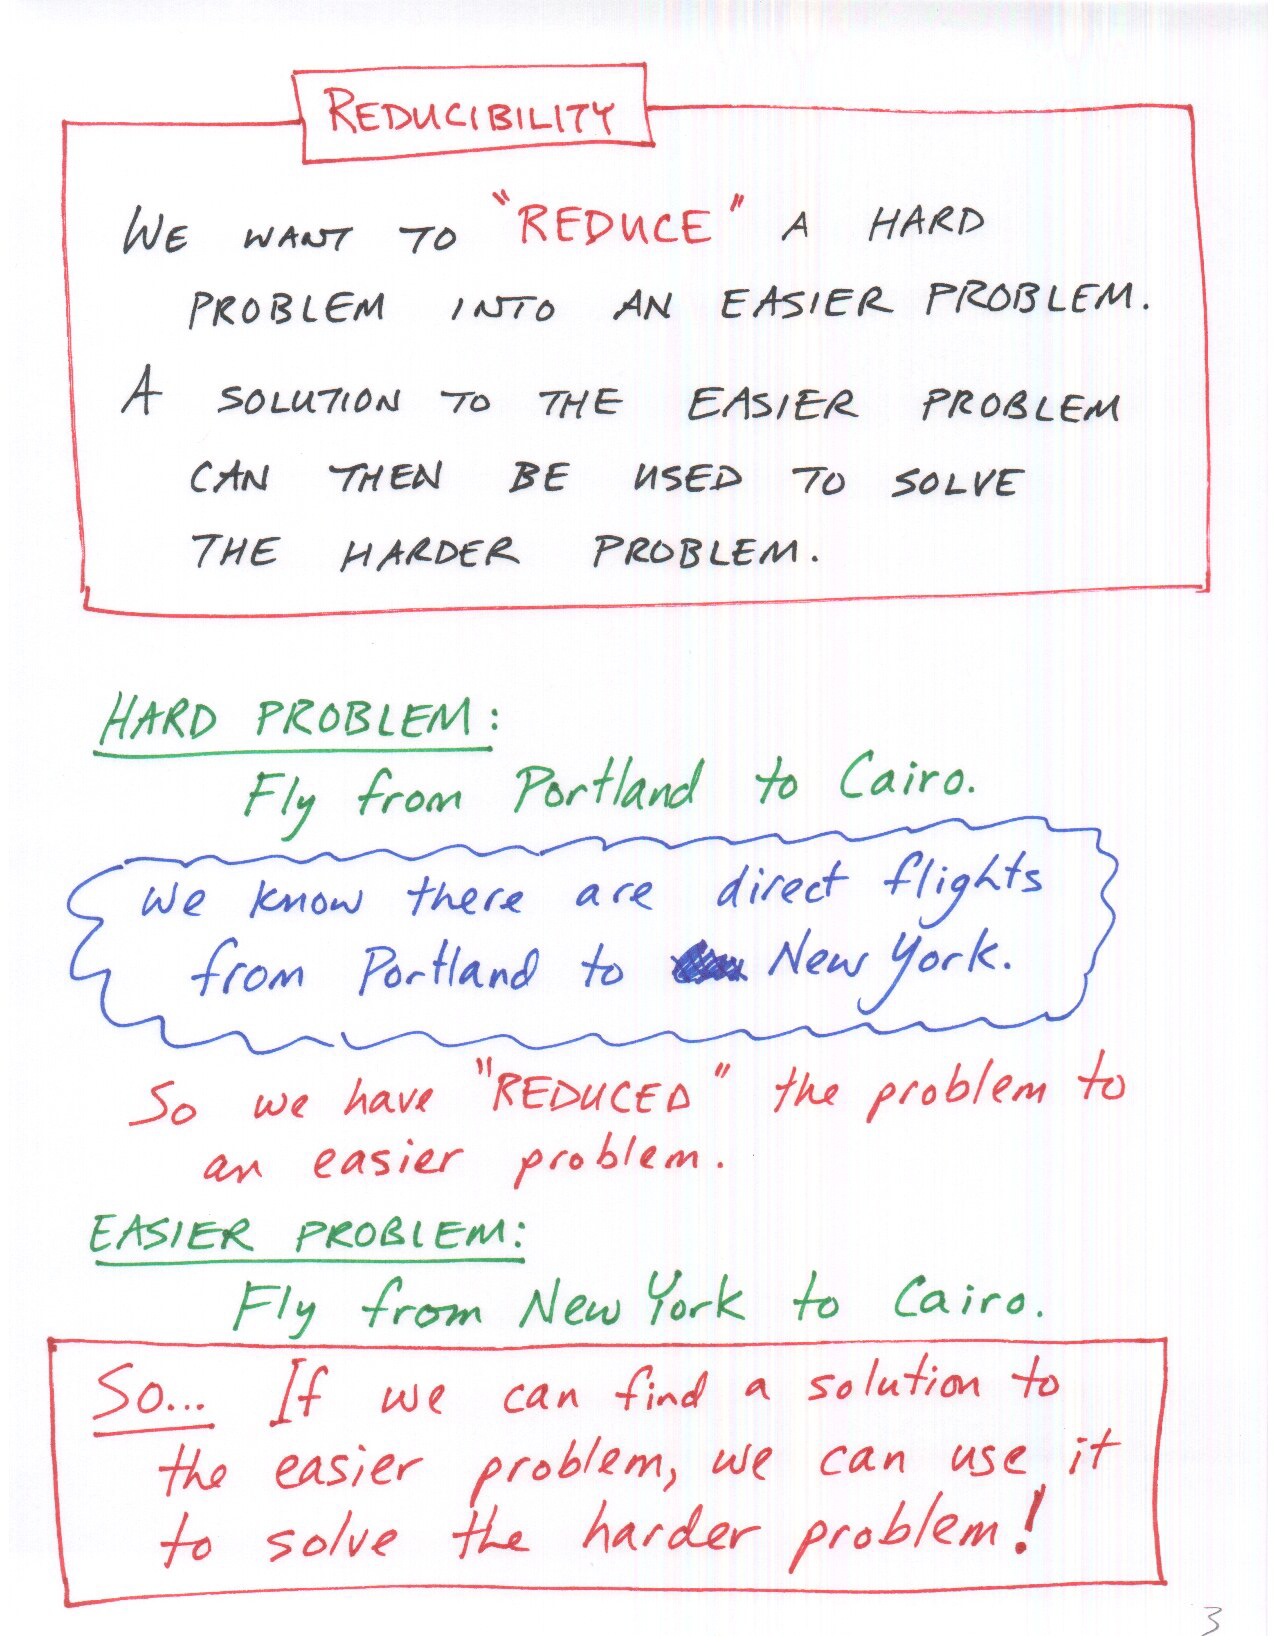 REDUCIBILITY
WE WANT TO "REDUCE" A HARD
PROBLEM INTO AN EASIER PROBLEM.
A SOLUTION TO THE EASIER PROBLEM
CAN THEN BE USED TO SOLVE
THE HARDER PROBLEM.
HARD PROBLEM:
Fly from Portland to Cairo.
We know there are direct flights
from Portland to New York.
So we have "REDUCED" the problem to
an easier problem.
EASIER PROBLEM:
Fly from New York to Cairo.
So... If we can find a solution to
the easier problem, we can use it
to solve the harder problem!
3